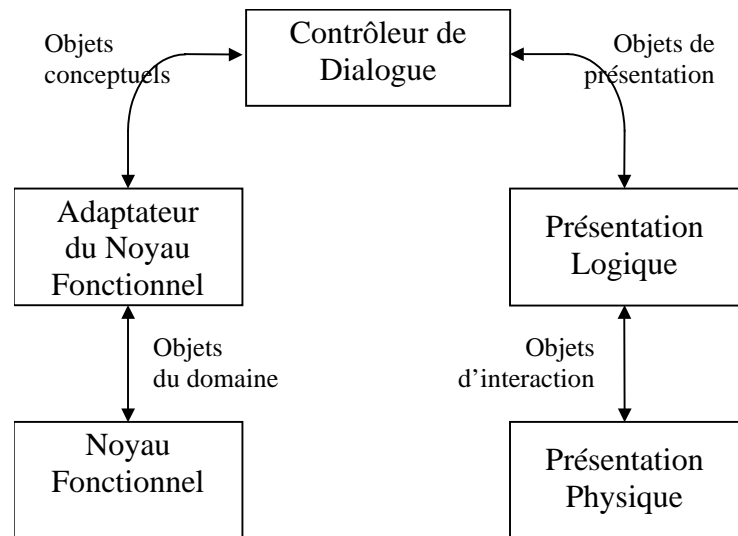 Objets
conceptuels
Contrôleur de
Dialogue
Objets de
présentation
Adaptateur
du Noyau
Fonctionnel
Présentation
Logique
Objets
du domaine
Objets
d’interaction
Noyau
Fonctionnel
Présentation
Physique